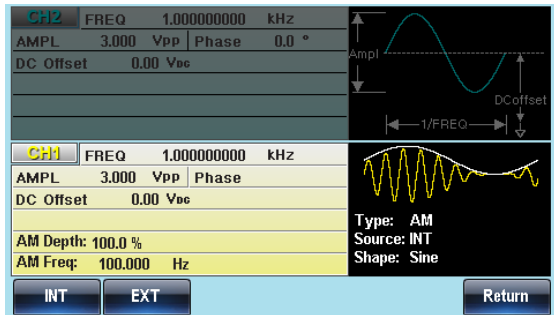 CH2 FREQ 1.000000000 kHz
AMPL 3.000 Vpp Phase 0.0 °
DC Offset 0.00 VDC
Ampl
DCoffset
1/FREQ
CH1 FREQ 1.000000000 kHz
AMPL 3.000 Vpp Phase
DC Offset 0.00 VDC
AM Depth: 100.0 %
AM Freq: 100.000 Hz
Type: AM
Source: INT
Shape: Sine
INT EXT Return